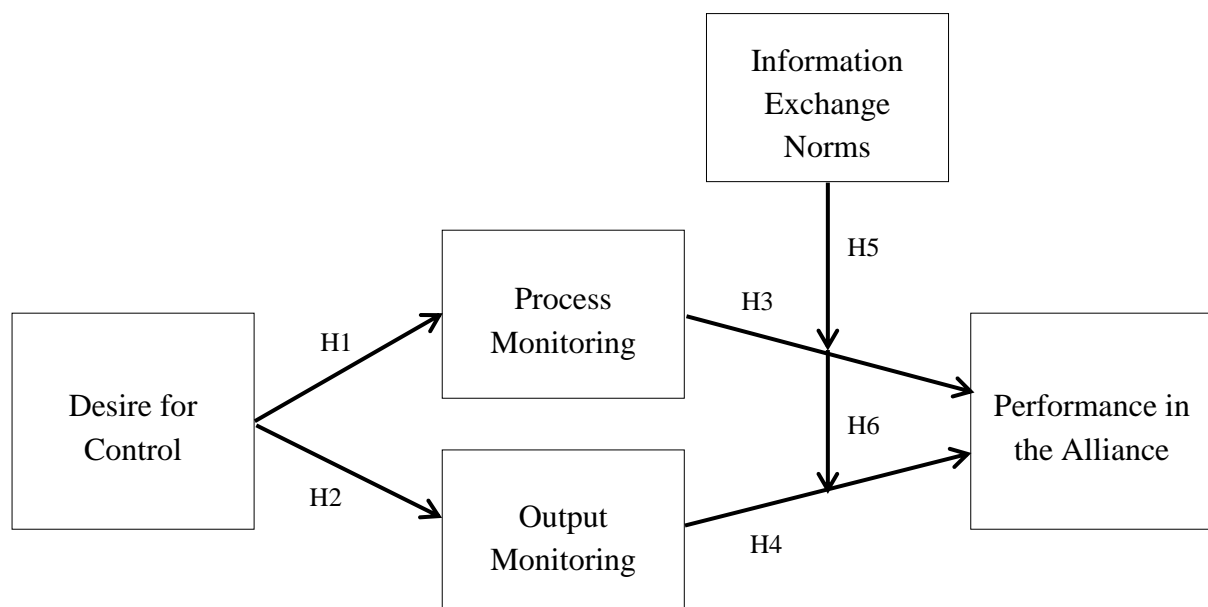 Information
Exchange
Norms
H5
Process
Monitoring
H3
H1
Desire for
Control
Performance in
the Alliance
H6
H2
Output
Monitoring
H4